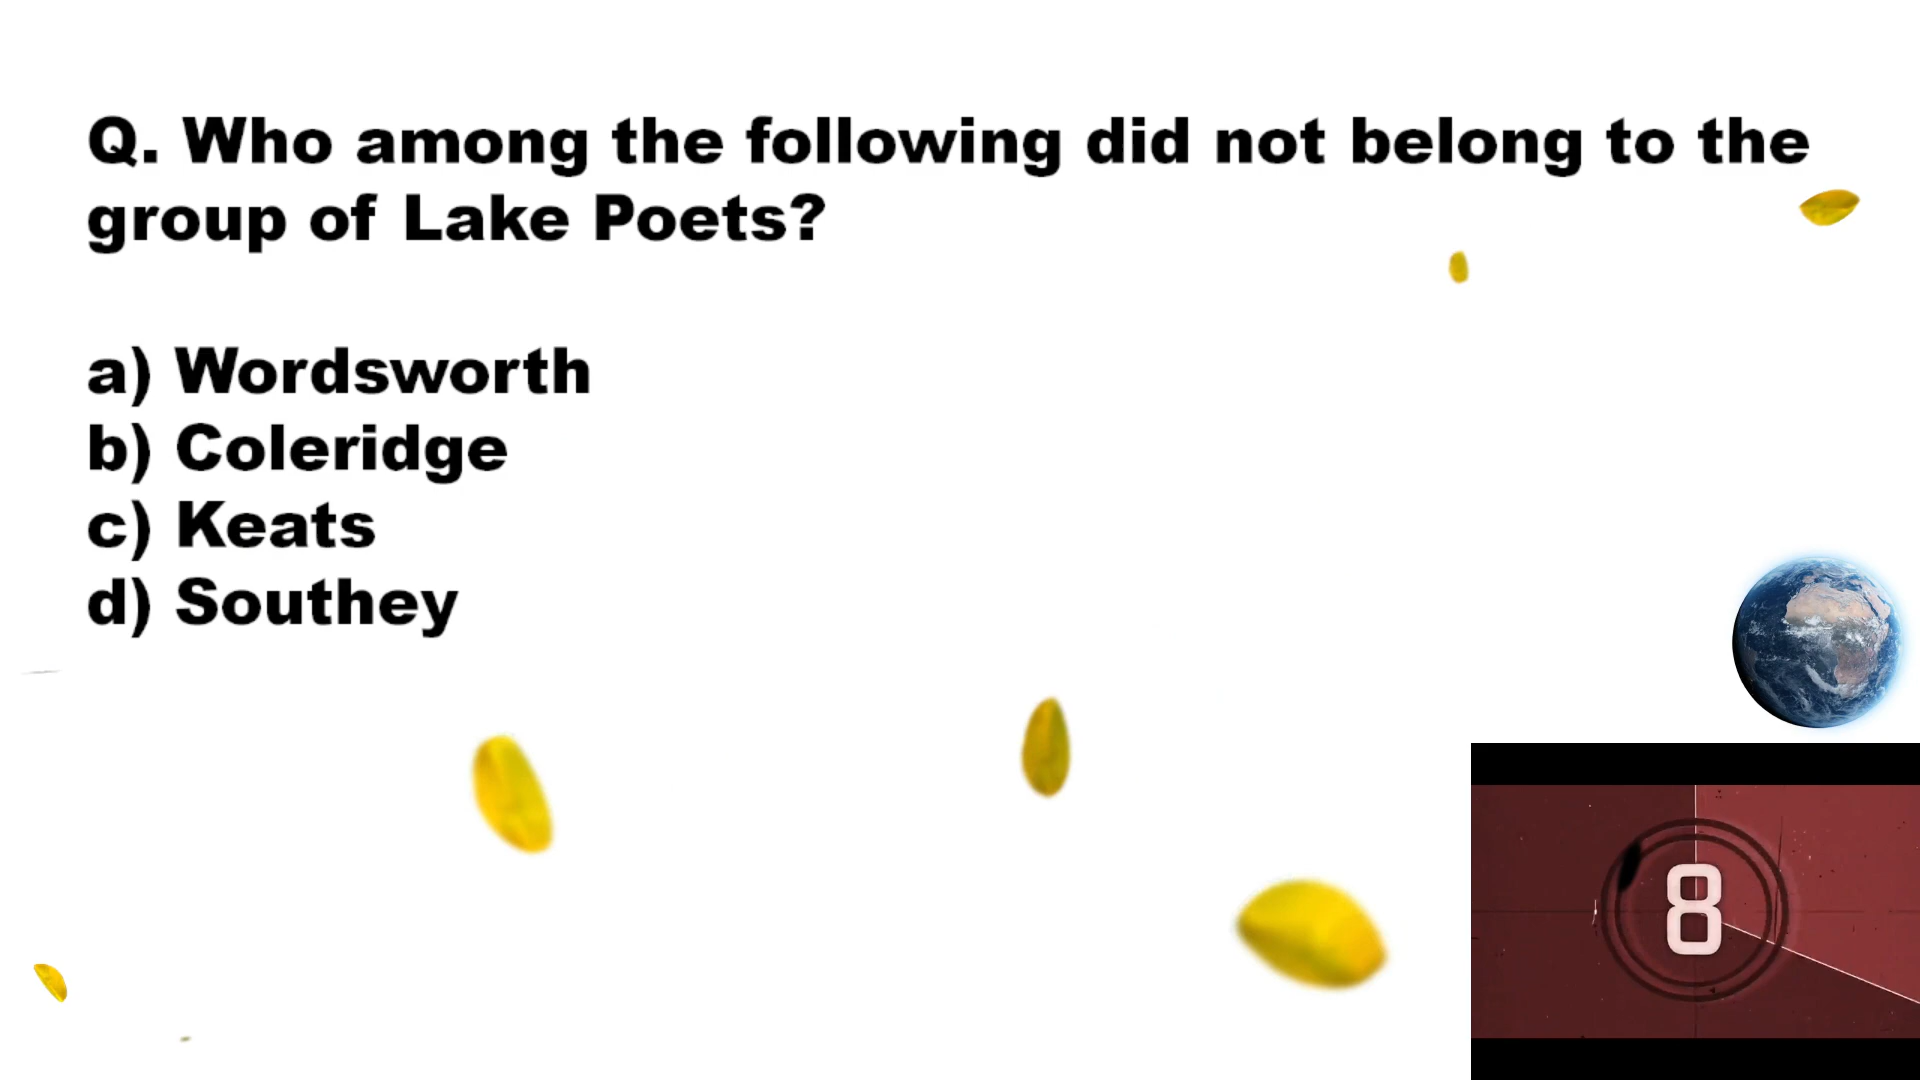 Q. Who among the following did not belong to the
group of Lake Poets?
a) Wordsworth
b) Coleridge
c) Keats
d) Southey
8